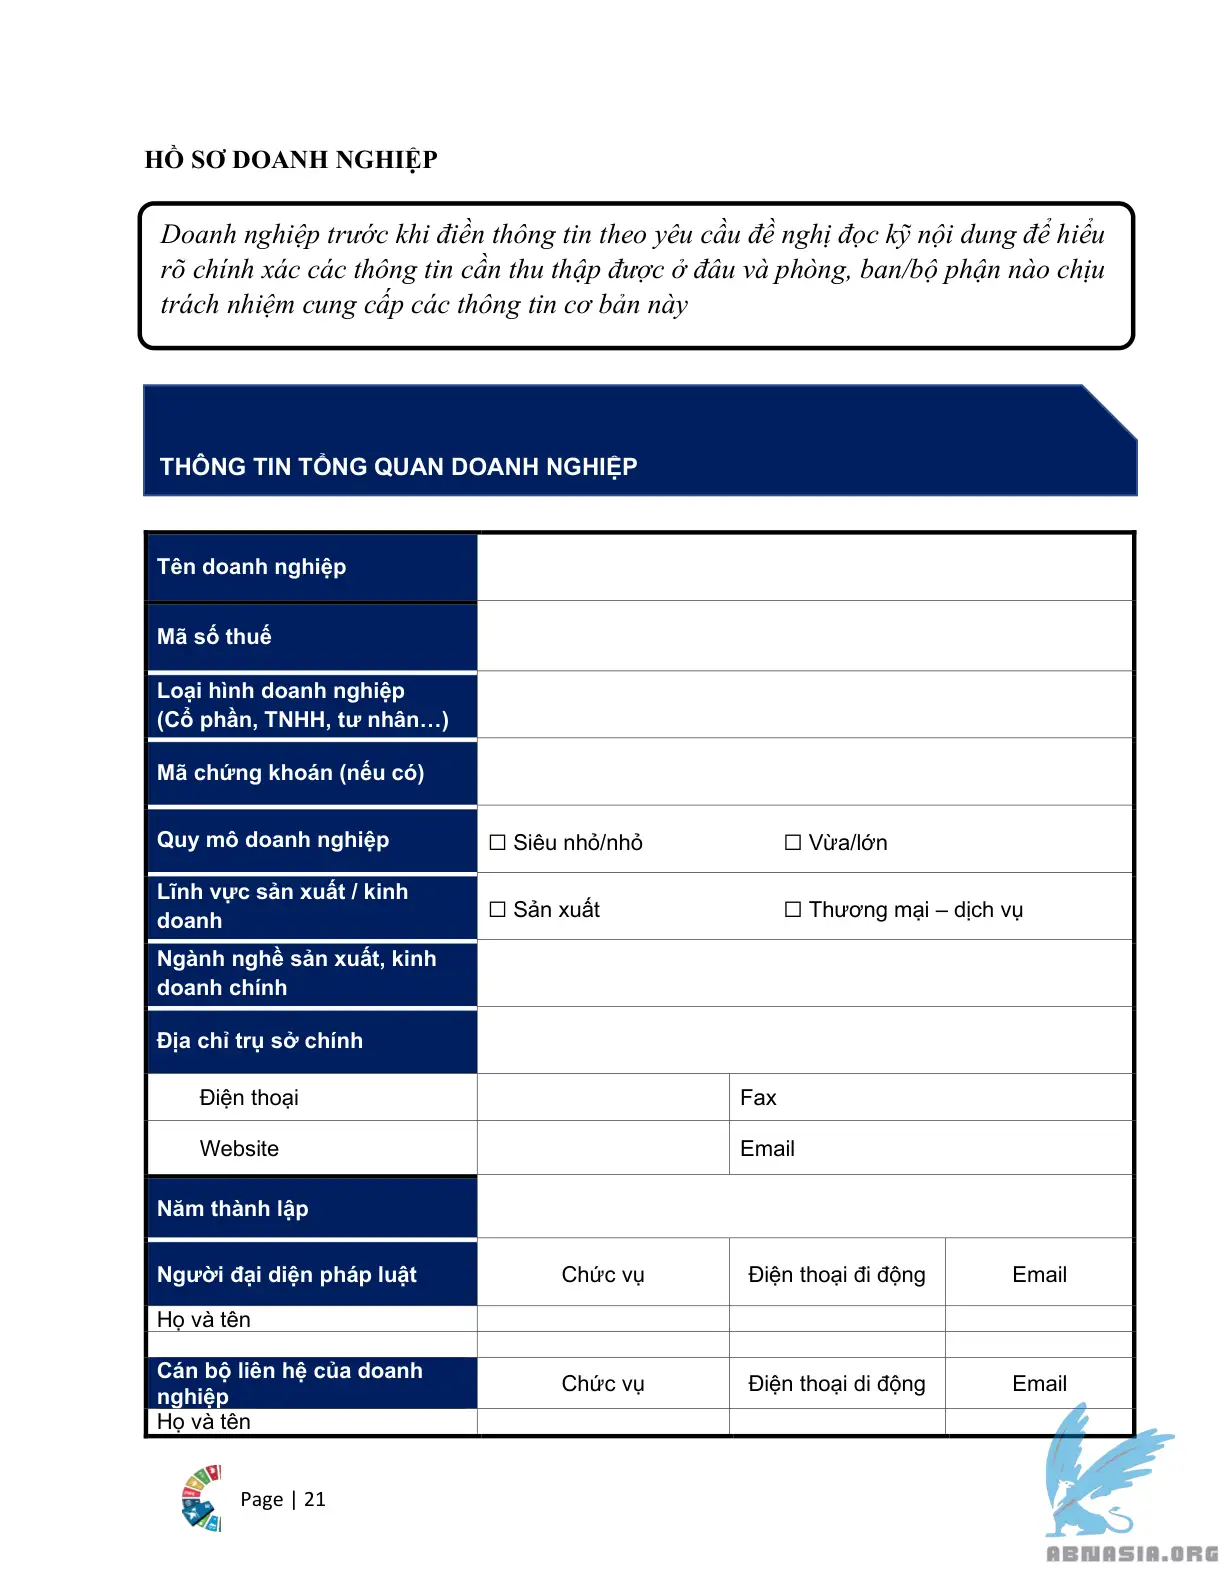 HỒ SƠ DOANH NGHIỆP
Doanh nghiệp trước khi điền thông tin theo yêu cầu đề nghị đọc kỹ nội dung để hiểu
rõ chính xác các thông tin cần thu thập được ở đâu và phòng, ban/bộ phận nào chịu
trách nhiệm cung cấp các thông tin cơ bản này
THÔNG TIN TỔNG QUAN DOANH NGHIỆP
Tên doanh nghiệp
Mã số thuế
Loại hình doanh nghiệp
(Cổ phần, TNHH, tư nhân…)
Mã chứng khoán (nếu có)
Quy mô doanh nghiệp
☐ Siêu nhỏ/nhỏ ☐ Vừa/lớn
Lĩnh vực sản xuất / kinh
doanh
☐ Sản xuất ☐ Thương mại – dịch vụ
Ngành nghề sản xuất, kinh
doanh chính
Địa chỉ trụ sở chính
Điện thoại Fax
Website Email
Năm thành lập
Người đại diện pháp luật Chức vụ Điện thoại đi động Email
Họ và tên
Cán bộ liên hệ của doanh
nghiệp
Chức vụ Điện thoại di động Email
Họ và tên
Page | 21
ABNASIA.ORG